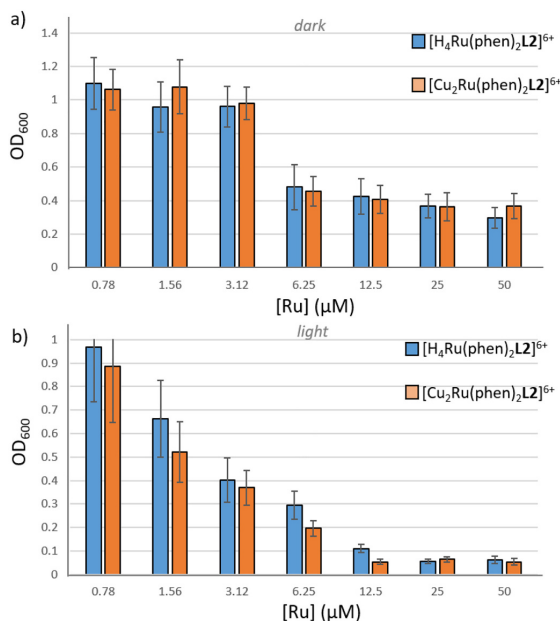 a)
dark
[H₄Ru(phen)₂L2]⁶⁺
[Cu₂Ru(phen)₂L2]⁶⁺
OD₆₀₀
1.4
1.2
1
0.8
0.6
0.4
0.2
0
0.78 1.56 3.12 6.25 12.5 25 50
[Ru] (μM)
b)
light
[H₄Ru(phen)₂L2]⁶⁺
[Cu₂Ru(phen)₂L2]⁶⁺
OD₆₀₀
1
0.9
0.8
0.7
0.6
0.5
0.4
0.3
0.2
0.1
0
0.78 1.56 3.12 6.25 12.5 25 50
[Ru] (μM)